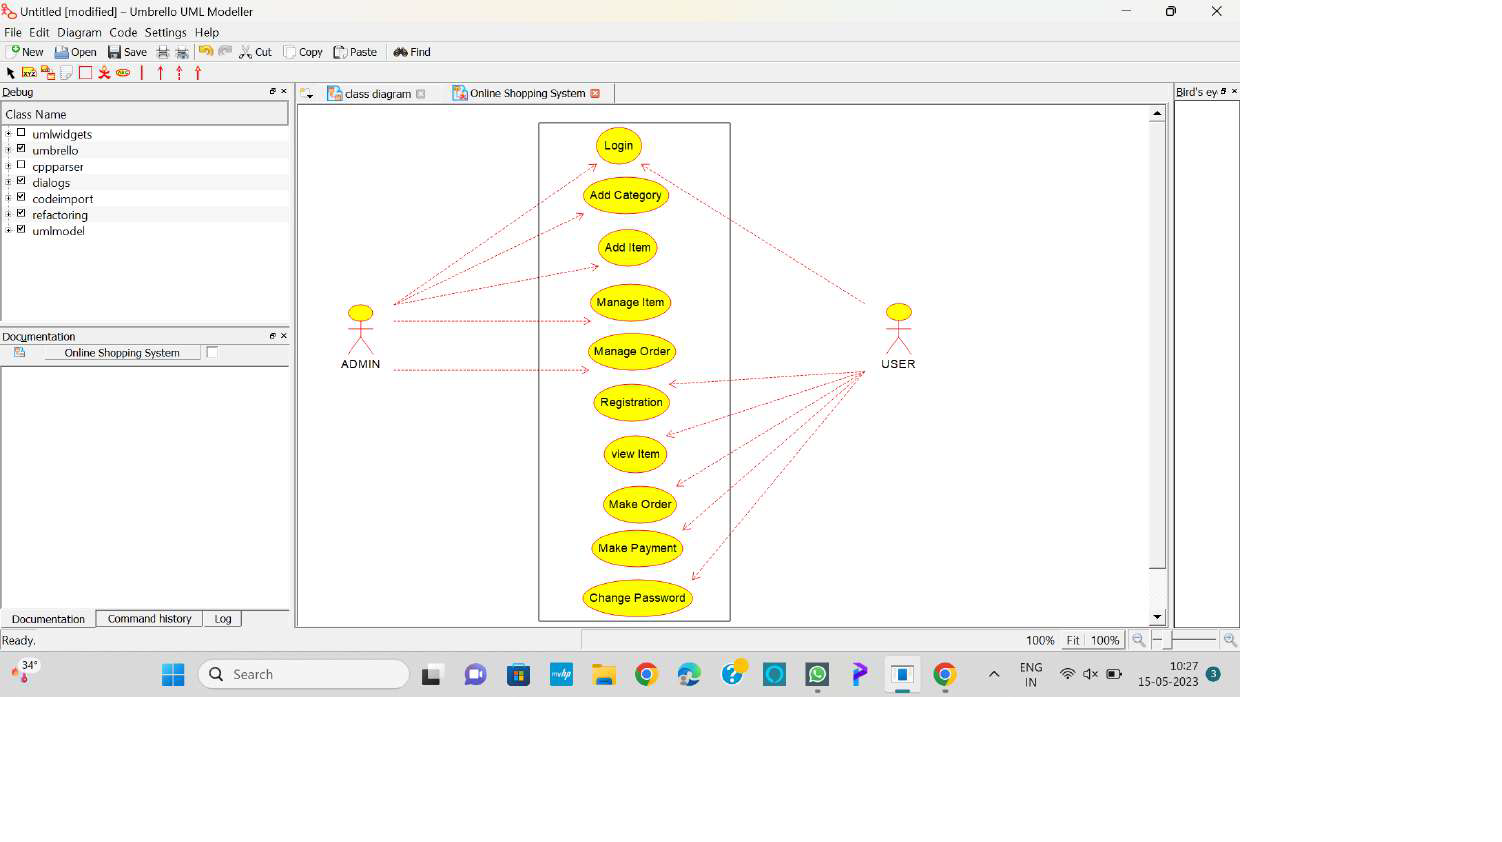 Untitled [modified] – Umbrello UML Modeller
File Edit Diagram Code Settings Help
New Open Save Cut Copy Paste Find
XYZ ABC
Debug
class diagram
Online Shopping System
Bird's ey
Class Name
umlwidgets
umbrello
cppparser
dialogs
codeimport
refactoring
umlmodel
Documentation
Online Shopping System
Login
Add Category
Add Item
Manage Item
Manage Order
Registration
view Item
Make Order
Make Payment
Change Password
ADMIN
USER
Documentation Command history Log
Ready.
100% Fit 100%
34°
Search
myhp
ENG
IN
10:27
15-05-2023
3